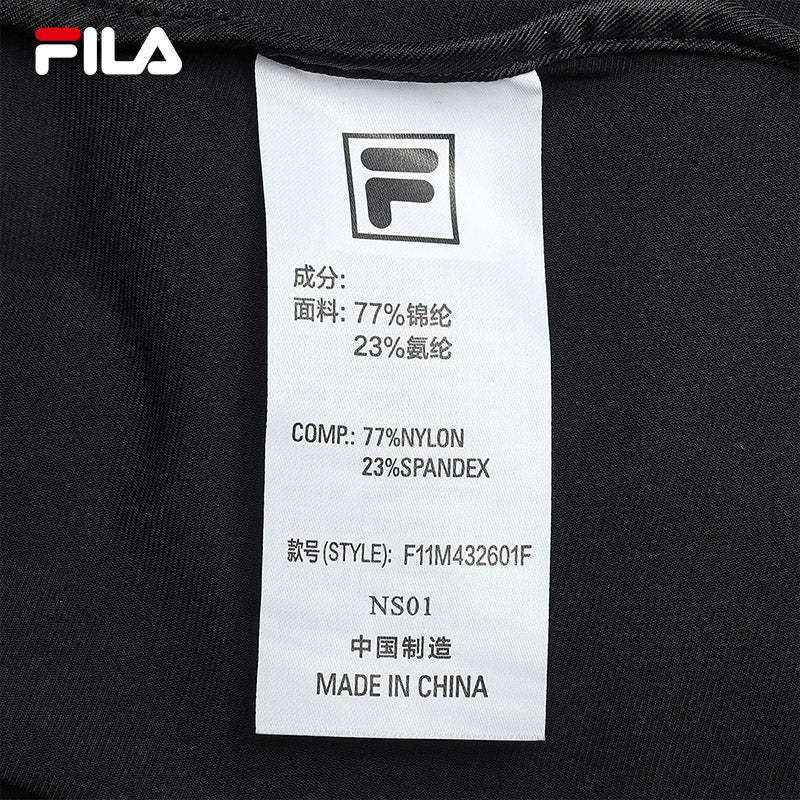 FILA
F
成分:
面料: 77%锦纶
23%氨纶
COMP.: 77%NYLON
23%SPANDEX
款号(STYLE): F11M432601F
NS01
中国制造
MADE IN CHINA